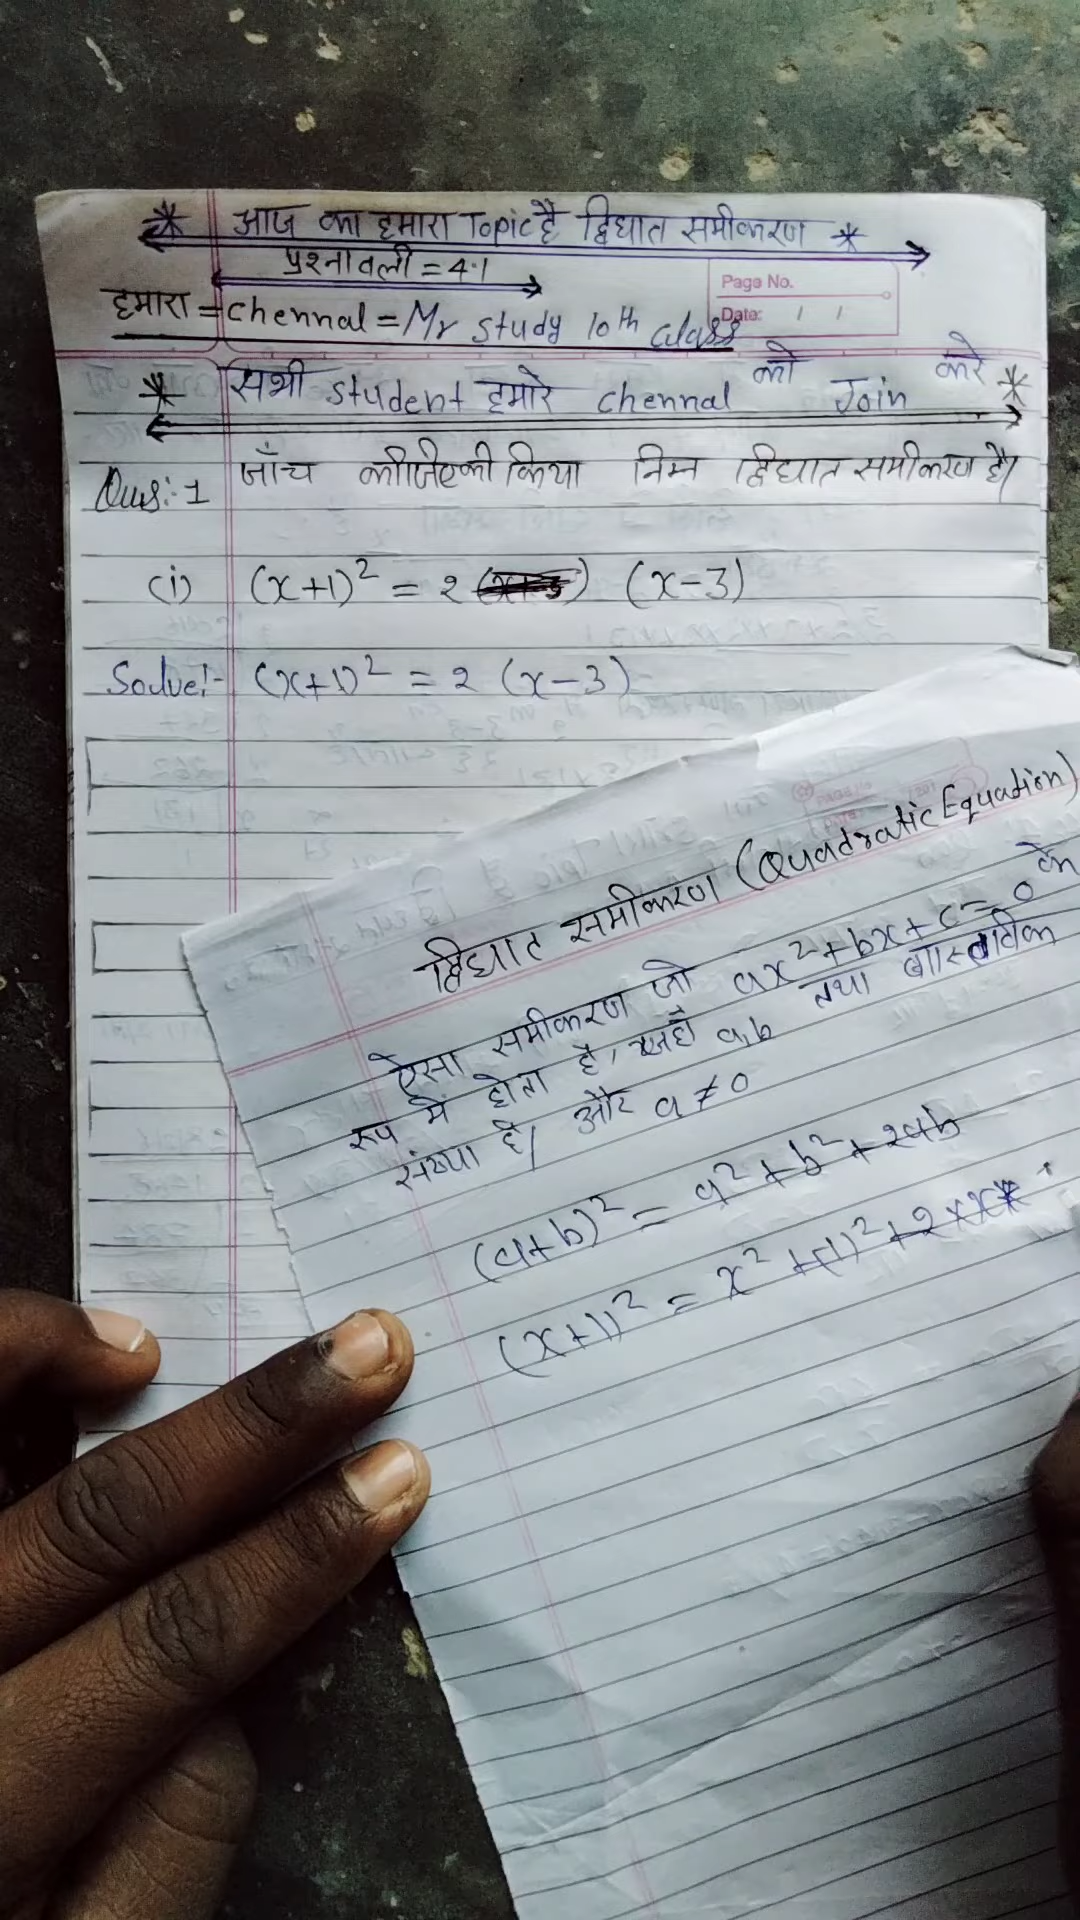 * आज का हमारा Topic है द्विघात समीकरण *
प्रश्नावली = 4.1
Page No.
Date: / /
हमारा = Chennal = Mr Study 10th Class
* सभी student हमारे chennal को Join करे *
Qus:-1 जाँच कीजिएकी किया निम्न द्विघात समीकरण है।
(i) (x+1)² = 2 (x-3)
Solve:- (x+1)² = 2 (x-3)
द्विघाट समीकरण (Quadratic Equation)
ऐसा समीकरण जो ax²+bx+c=0 के
रूप में होता है, जहाँ a,b तथा वास्तविक
संख्या है। और a ≠ 0
(a+b)² = a²+b²+2ab
(x+1)² = x²+(1)²+2×x×